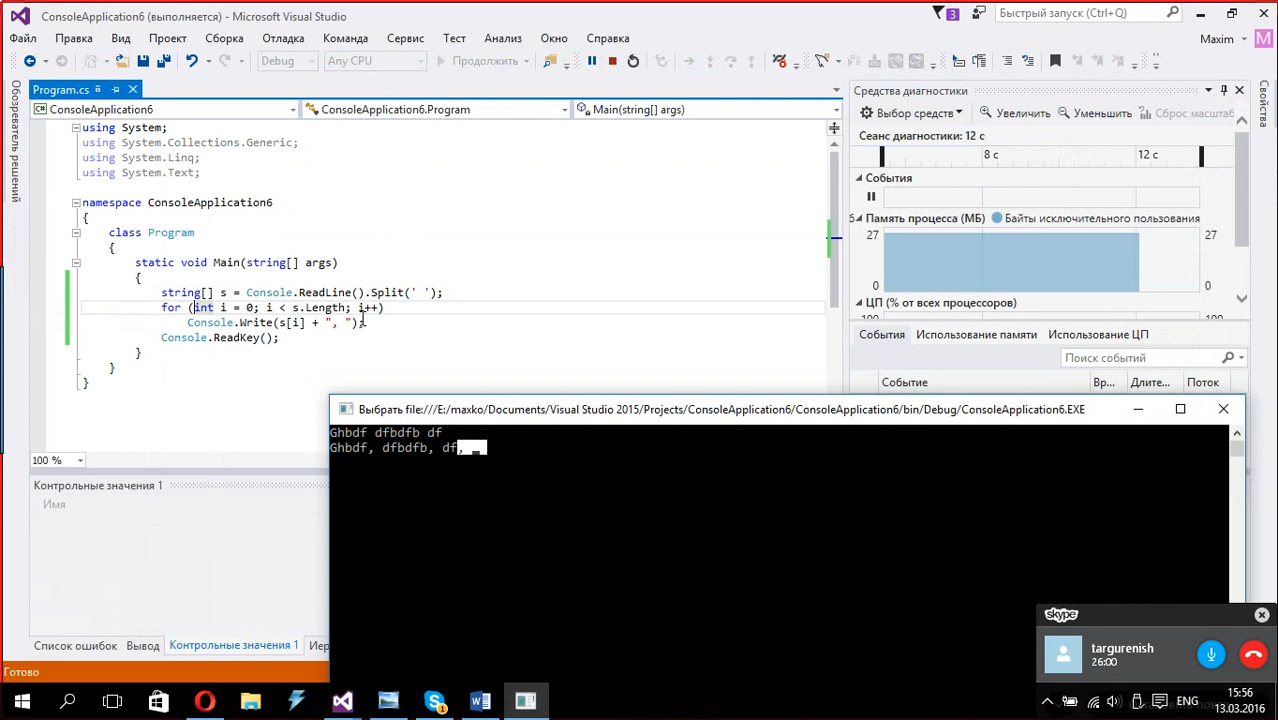 ConsoleApplication6 (выполняется) - Microsoft Visual Studio
3
Быстрый запуск (Ctrl+Q)
Файл Правка Вид Проект Сборка Отладка Команда Сервис Тест Анализ Окно Справка
Maxim
M
Debug Any CPU Продолжить
Обозреватель решений
Program.cs
ConsoleApplication6 ConsoleApplication6.Program Main(string[] args)
using System;
using System.Collections.Generic;
using System.Linq;
using System.Text;
namespace ConsoleApplication6
{
class Program
{
static void Main(string[] args)
{
string[] s = Console.ReadLine().Split(' ');
for (int i = 0; i < s.Length; i++)
Console.Write(s[i] + ", ");
Console.ReadKey();
}
}
}
100 %
Контрольные значения 1
Имя
Список ошибок Вывод Контрольные значения 1
Готово
Средства диагностики
Выбор средств Увеличить Уменьшить Сброс масштаб
Сеанс диагностики: 12 с
8 с 12 с
События
Память процесса (МБ) Байты исключительного пользования
27 27
0 0
ЦП (% от всех процессоров)
События Использование памяти Использование ЦП
Поиск событий
Событие Вр... Длите... Поток
Свойства
Выбрать file:///E:/maxko/Documents/Visual Studio 2015/Projects/ConsoleApplication6/ConsoleApplication6/bin/Debug/ConsoleApplication6.EXE
Ghbdf dfbdfb df
Ghbdf, dfbdfb, df,
skype
targurenish
26:00
1
ENG
15:56
13.03.2016